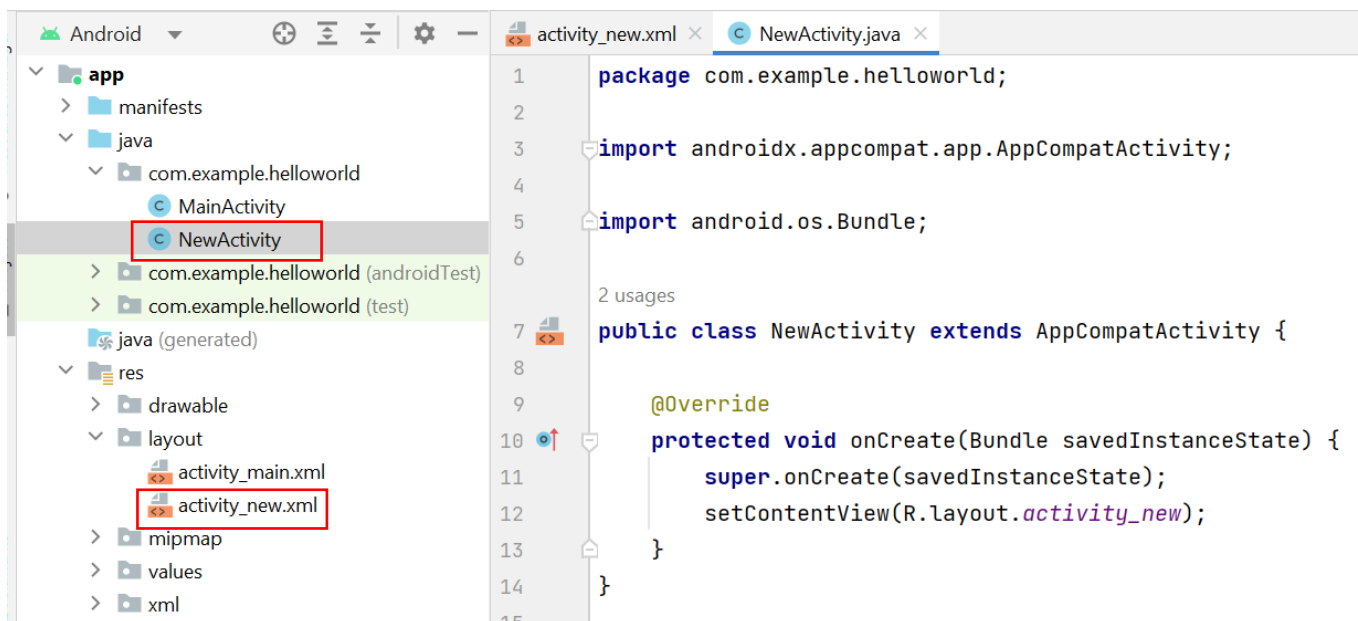 Android
app
manifests
java
com.example.helloworld
C MainActivity
C NewActivity
com.example.helloworld (androidTest)
com.example.helloworld (test)
java (generated)
res
drawable
layout
activity_main.xml
activity_new.xml
mipmap
values
xml
activity_new.xml
C NewActivity.java
1 package com.example.helloworld;
2
3 import androidx.appcompat.app.AppCompatActivity;
4
5 import android.os.Bundle;
6
2 usages
7 public class NewActivity extends AppCompatActivity {
8
9 @Override
10 protected void onCreate(Bundle savedInstanceState) {
11 super.onCreate(savedInstanceState);
12 setContentView(R.layout.activity_new);
13 }
14 }